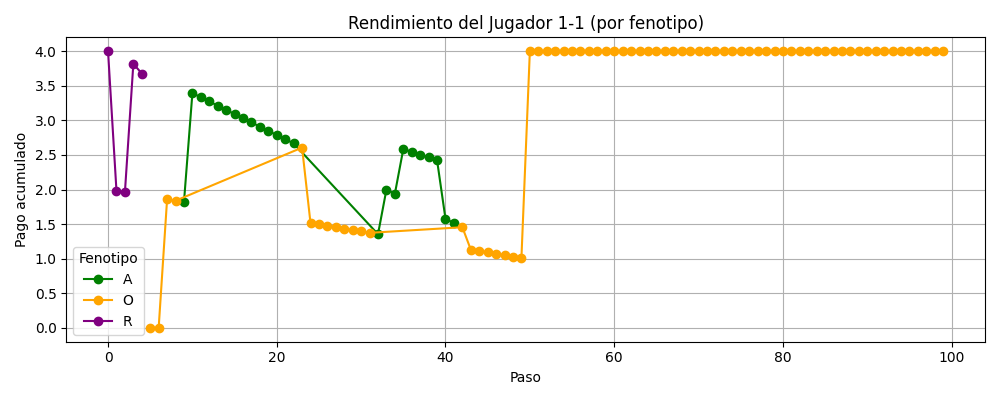 Rendimiento del Jugador 1-1 (por fenotipo)
Pago acumulado
4.0
3.5
3.0
2.5
2.0
1.5
1.0
0.5
0.0
Fenotipo
A
O
R
0 20 40 60 80 100
Paso